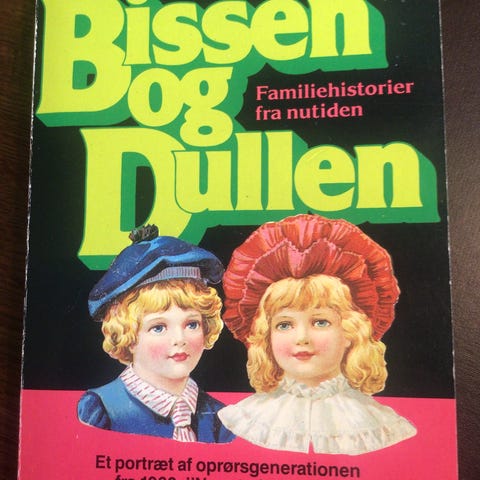 Bissen
og
Dullen
Familiehistorier
fra nutiden
Et portræt af oprørsgenerationen